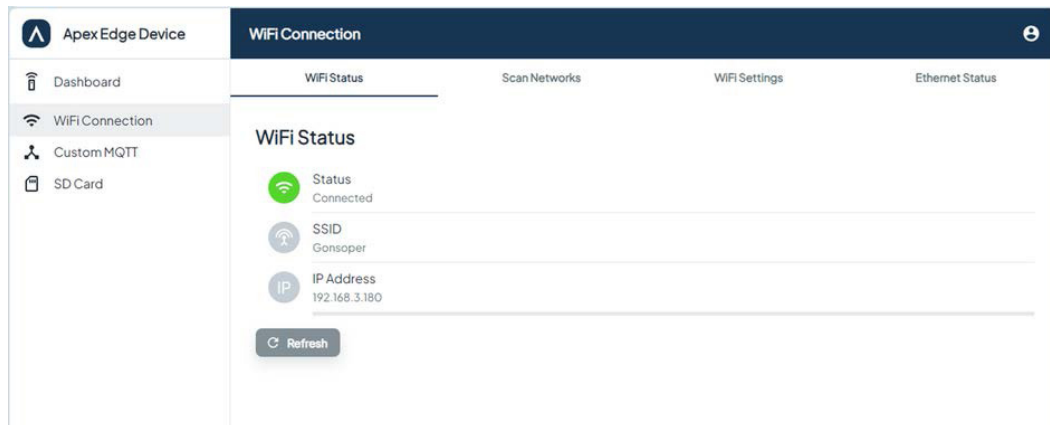 Apex Edge Device
WiFi Connection
Dashboard
WiFi Connection
Custom MQTT
SD Card
WiFi Status
Scan Networks
WiFi Settings
Ethernet Status
WiFi Status
Status
Connected
SSID
Gonsoper
IP
IP Address
192.168.3.180
Refresh